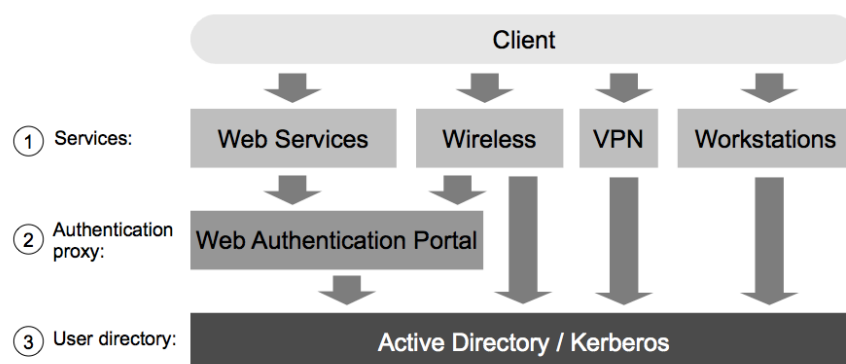 Client
1 Services:
Web Services
Wireless
VPN
Workstations
2 Authentication
proxy:
Web Authentication Portal
3 User directory:
Active Directory / Kerberos